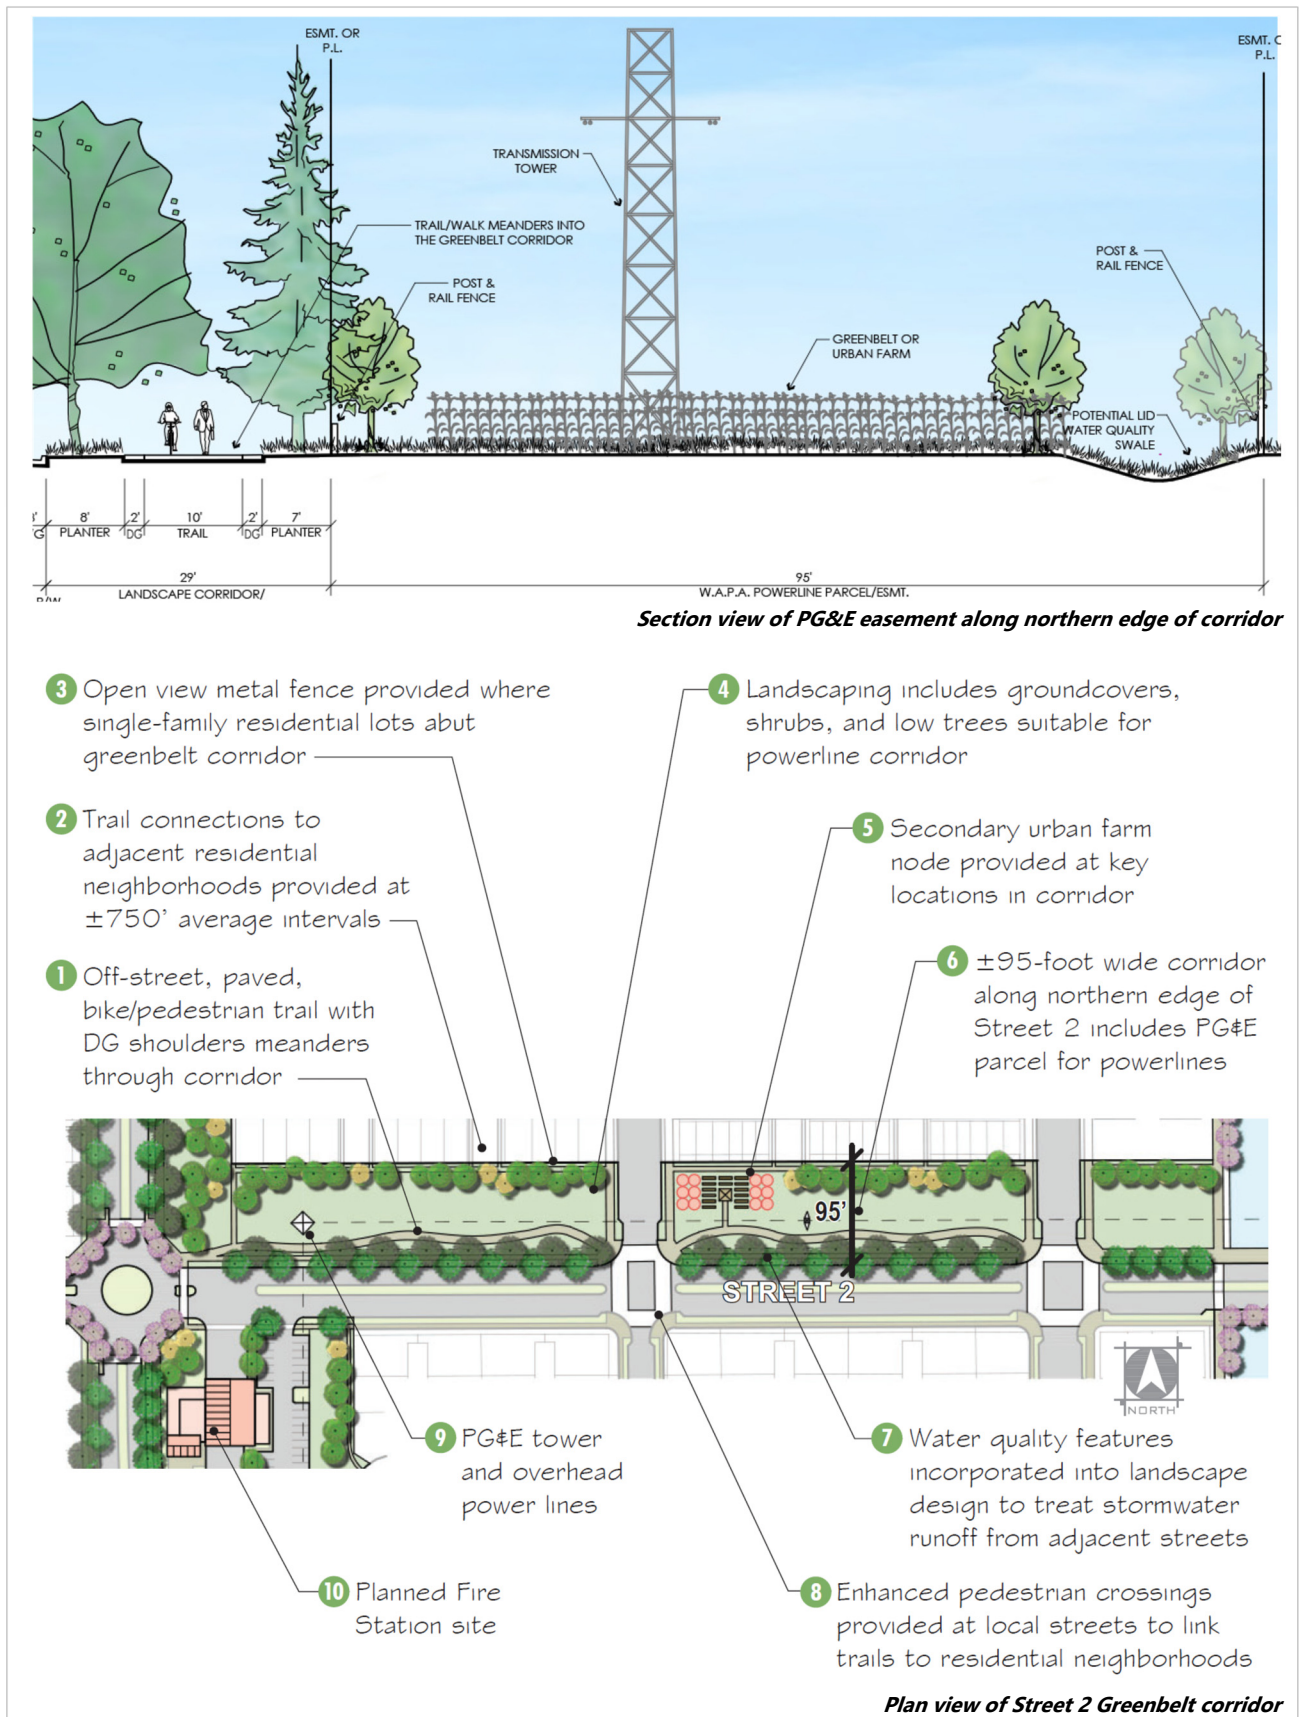 ESMT. OR
P.L.
ESMT. O
P.L.
TRANSMISSION
TOWER
TRAIL/WALK MEANDERS INTO
THE GREENBELT CORRIDOR
POST &
RAIL FENCE
POST &
RAIL FENCE
GREENBELT OR
URBAN FARM
POTENTIAL LID
WATER QUALITY
SWALE
8'
PLANTER
2'
DG
10'
TRAIL
2'
DG
7'
PLANTER
29'
LANDSCAPE CORRIDOR/
95'
W.A.P.A. POWERLINE PARCEL/ESMT.
Section view of PG&E easement along northern edge of corridor
3 Open view metal fence provided where
single-family residential lots abut
greenbelt corridor
4 Landscaping includes groundcovers,
shrubs, and low trees suitable for
powerline corridor
2 Trail connections to
adjacent residential
neighborhoods provided at
±750' average intervals
5 Secondary urban farm
node provided at key
locations in corridor
1 Off-street, paved,
bike/pedestrian trail with
DG shoulders meanders
through corridor
6 ±95-foot wide corridor
along northern edge of
Street 2 includes PG&E
parcel for powerlines
95'
STREET 2
NORTH
9 PG&E tower
and overhead
power lines
7 Water quality features
incorporated into landscape
design to treat stormwater
runoff from adjacent streets
10 Planned Fire
Station site
8 Enhanced pedestrian crossings
provided at local streets to link
trails to residential neighborhoods
Plan view of Street 2 Greenbelt corridor